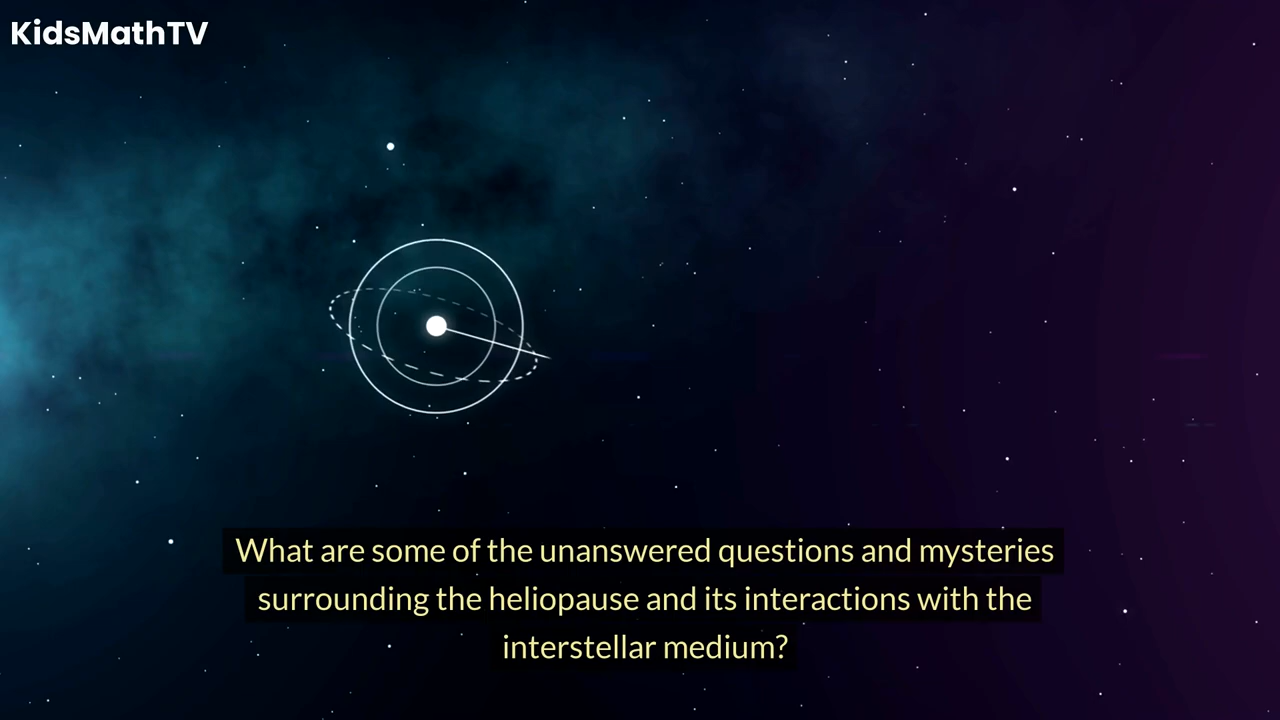 KidsMathTV
What are some of the unanswered questions and mysteries
surrounding the heliopause and its interactions with the
interstellar medium?